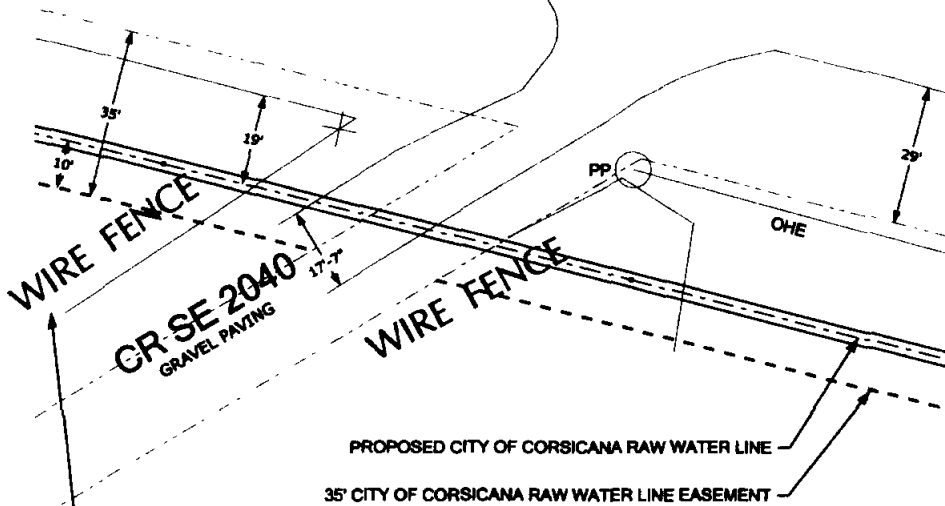 35'
19'
10'
29'
PP
OHE
WIRE FENCE
17'-7"
CR SE 2040
GRAVEL PAVING
WIRE FENCE
PROPOSED CITY OF CORSICANA RAW WATER LINE
35' CITY OF CORSICANA RAW WATER LINE EASEMENT